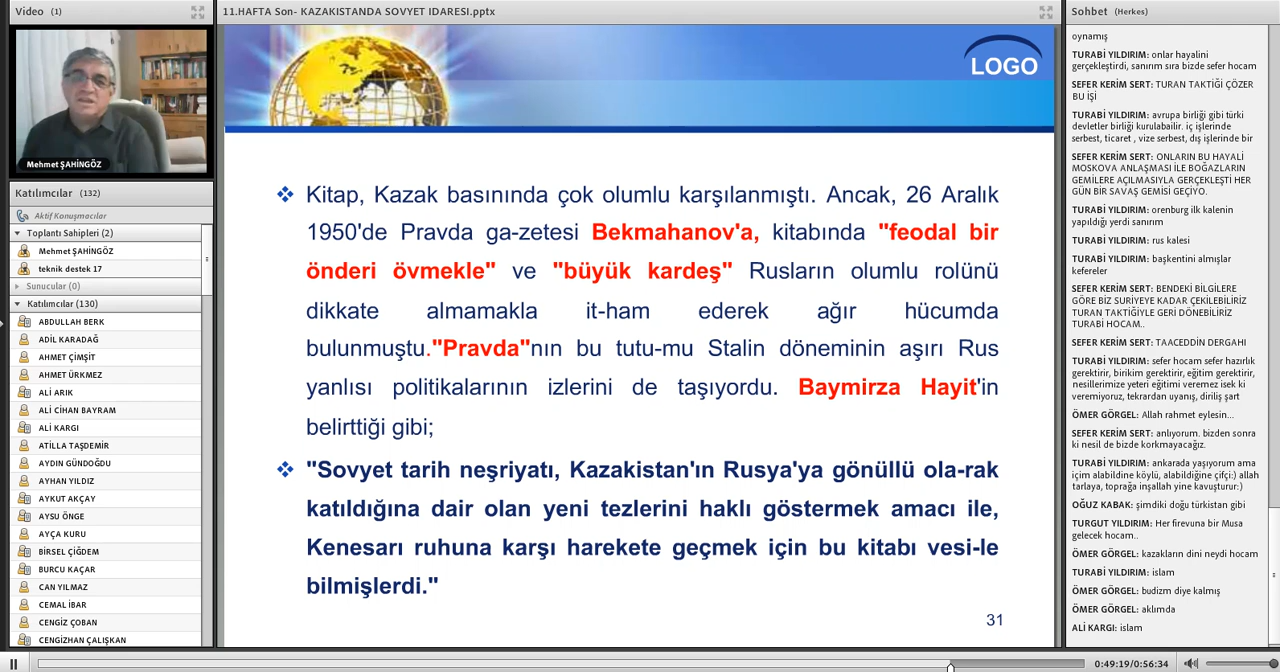 Video (1)
Mehmet ŞAHİNGÖZ
Katılımcılar (132)
Aktif Konuşmacılar
Toplantı Sahipleri (2)
Mehmet ŞAHİNGÖZ
teknik destek 17
Sunucular (0)
Katılımcılar (130)
ABDULLAH BERK
ADİL KARADAĞ
AHMET ÇİMŞİT
AHMET ÜRKMEZ
ALİ ARIK
ALİ CİHAN BAYRAM
ALİ KARGI
ATİLLA TAŞDEMİR
AYDIN GÜNDOĞDU
AYHAN YILDIZ
AYKUT AKÇAY
AYSU ÖNGE
AYÇA KURU
BİRSEL ÇİĞDEM
BURCU KAÇAR
CAN YILMAZ
CEMAL İBAR
CENGİZ ÇOBAN
CENGİZHAN ÇALIŞKAN
11.HAFTA Son- KAZAKISTANDA SOVYET IDARESI.pptx
LOGO
Kitap, Kazak basınında çok olumlu karşılanmıştı. Ancak, 26 Aralık
1950'de Pravda ga-zetesi Bekmahanov'a, kitabında "feodal bir
önderi övmekle" ve "büyük kardeş" Rusların olumlu rolünü
dikkate almamakla it-ham ederek ağır hücumda
bulunmuştu."Pravda"nın bu tutu-mu Stalin döneminin aşırı Rus
yanlısı politikalarının izlerini de taşıyordu. Baymirza Hayit'in
belirttiği gibi;
"Sovyet tarih neşriyatı, Kazakistan'ın Rusya'ya gönüllü ola-rak
katıldığına dair olan yeni tezlerini haklı göstermek amacı ile,
Kenesarı ruhuna karşı harekete geçmek için bu kitabı vesi-le
bilmişlerdi."
31
Sohbet (Herkes)
oynamış
TURABİ YILDIRIM: onlar hayalini
gerçekleştirdi, sanırım sıra bizde sefer hocam
SEFER KERİM SERT: TURAN TAKTİĞİ ÇÖZER
BU İŞİ
TURABİ YILDIRIM: avrupa birliği gibi türki
devletler birliği kurulabailir. iç işlerinde
serbest, ticaret , vize serbest, dış işlerinde bir
SEFER KERİM SERT: ONLARIN BU HAYALİ
MOSKOVA ANLAŞMASI İLE BOĞAZLARIN
GEMİLERE AÇILMASIYLA GERÇEKLEŞTİ HER
GÜN BİR SAVAŞ GEMİSİ GEÇİYO.
TURABİ YILDIRIM: orenburg ilk kalenin
yapıldığı yerdi sanırım
TURABİ YILDIRIM: rus kalesi
TURABİ YILDIRIM: başkentini almışlar
kefereler
SEFER KERİM SERT: BENDEKİ BİLGİLERE
GÖRE BİZ SURİYEYE KADAR ÇEKİLEBİLİRİZ
TURAN TAKTİĞİYLE GERİ DÖNEBİLİRİZ
TURABİ HOCAM..
SEFER KERİM SERT: TAACEDDİN DERGAHI
TURABİ YILDIRIM: sefer hocam sefer hazırlık
gerektirir, birikim gerektirir, eğitim gerektirir,
nesillerimize yeteri eğitimi veremez isek ki
veremiyoruz, tekrardan uyanış, diriliş şart
ÖMER GÖRGEL: Allah rahmet eylesin...
SEFER KERİM SERT: anlıyorum. bizden sonra
ki nesil de bizde korkmayacağız.
TURABİ YILDIRIM: ankarada yaşıyorum ama
içim alabildine köylü, alabildiğine çifçi:) allah
tarlaya, toprağa inşallah yine kavuşturur:)
OĞUZ KABAK: şimdiki doğu türkistan gibi
TURGUT YILDIRIM: Her firevuna bir Musa
gelecek hocam..
ÖMER GÖRGEL: kazakların dini neydi hocam
TURABİ YILDIRIM: islam
ÖMER GÖRGEL: budizm diye kalmış
ÖMER GÖRGEL: aklımda
ALİ KARGI: islam
0:49:19/0:56:34